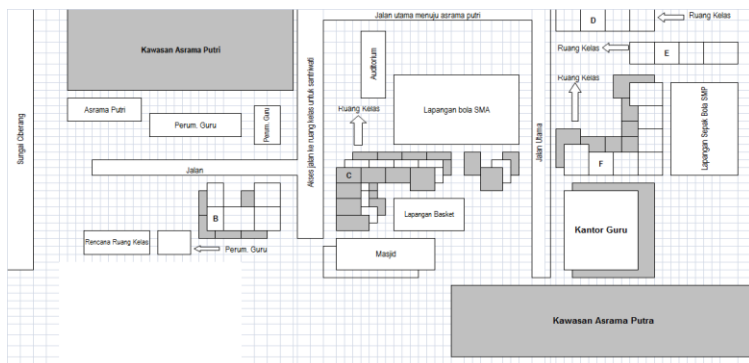 Jalan utama menuju asrama putri
D
Ruang Kelas
Kawasan Asrama Putri
Auditorium
Ruang Kelas
E
Ruang Kelas
Ruang Kelas
Asrama Putri
Perum. Guru
Perum. Guru
Lapangan bola SMA
Lapangan Sepak Bola SMP
Sungai Ciberang
Akses jalan ke ruang kelas untuk santriwati
Jalan Utama
Jalan
C
F
B
Lapangan Basket
Kantor Guru
Rencana Ruang Kelas
Perum. Guru
Masjid
Kawasan Asrama Putra